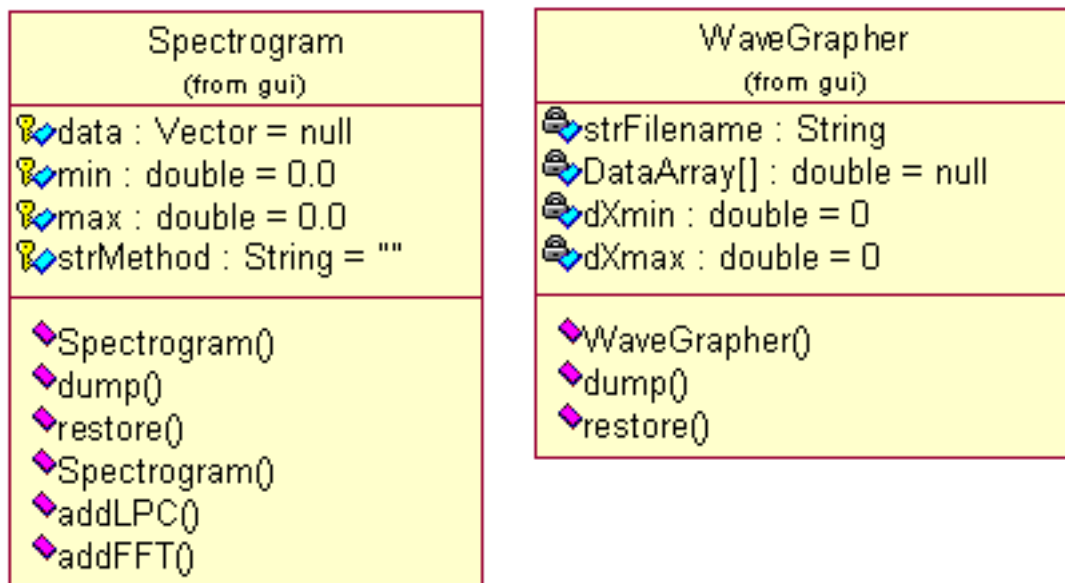 Spectrogram
(from gui)
data : Vector = null
min : double = 0.0
max : double = 0.0
strMethod : String = ""
Spectrogram()
dump()
restore()
Spectrogram()
addLPC()
addFFT()
WaveGrapher
(from gui)
strFilename : String
DataArray[] : double = null
dXmin : double = 0
dXmax : double = 0
WaveGrapher()
dump()
restore()